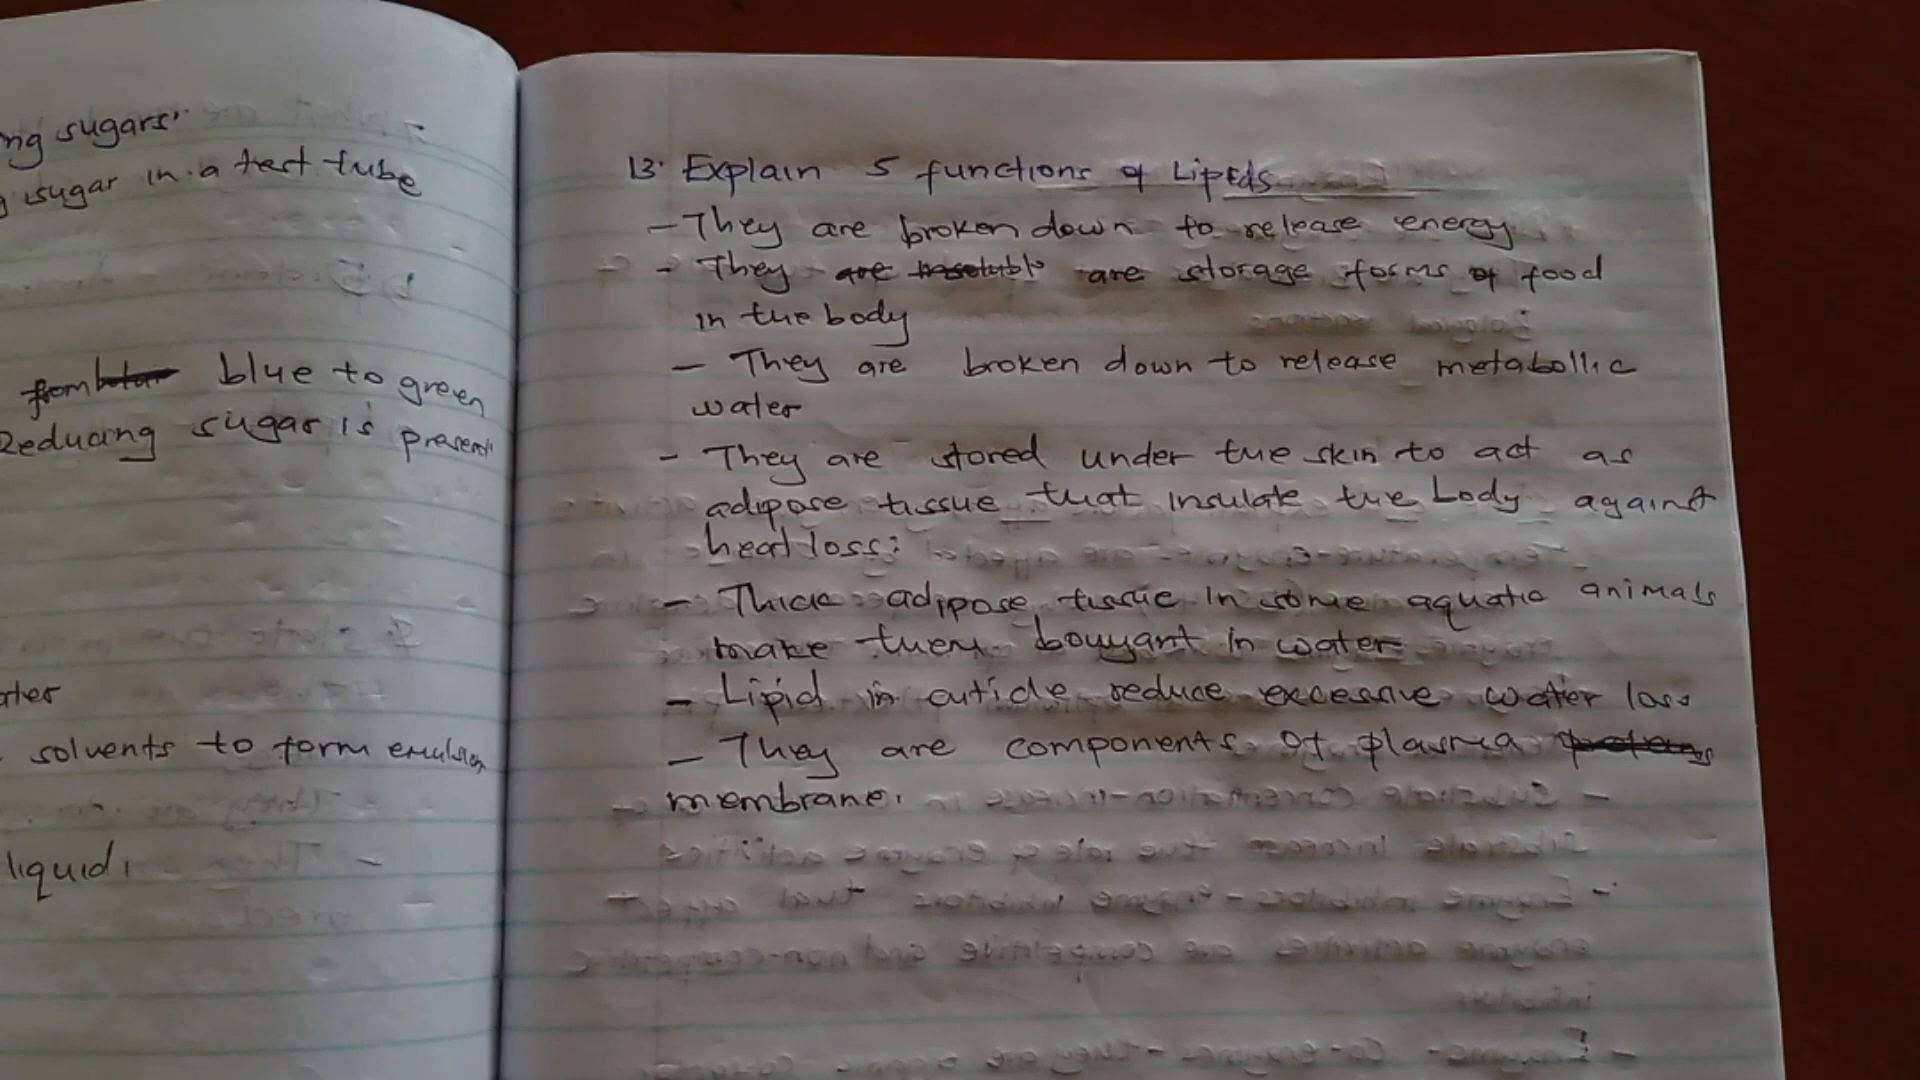 ng sugars'
sugar in a test tube
from blue to green
Reducing sugar is present
solvents to form emulsion
liquid.
13. Explain 5 functions of Lipids
- They are broken down to release energy
- They are are storage forms of food
in the body
- They are broken down to release metabollic
water
- They are stored under the skin to act as
adipose tissue that insulate the body against
heat loss:
- Thick adipose tissue in some aquatic animals
make them bouyant in water
- Lipid in cuticle reduce excessive water loss
- They are components of plasma
membrane.